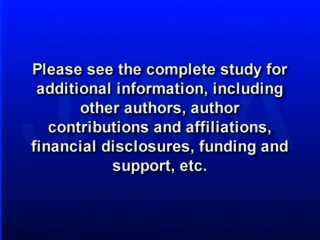 Please see the complete study for
additional information, including
other authors, author
contributions and affiliations,
financial disclosures, funding and
support, etc.